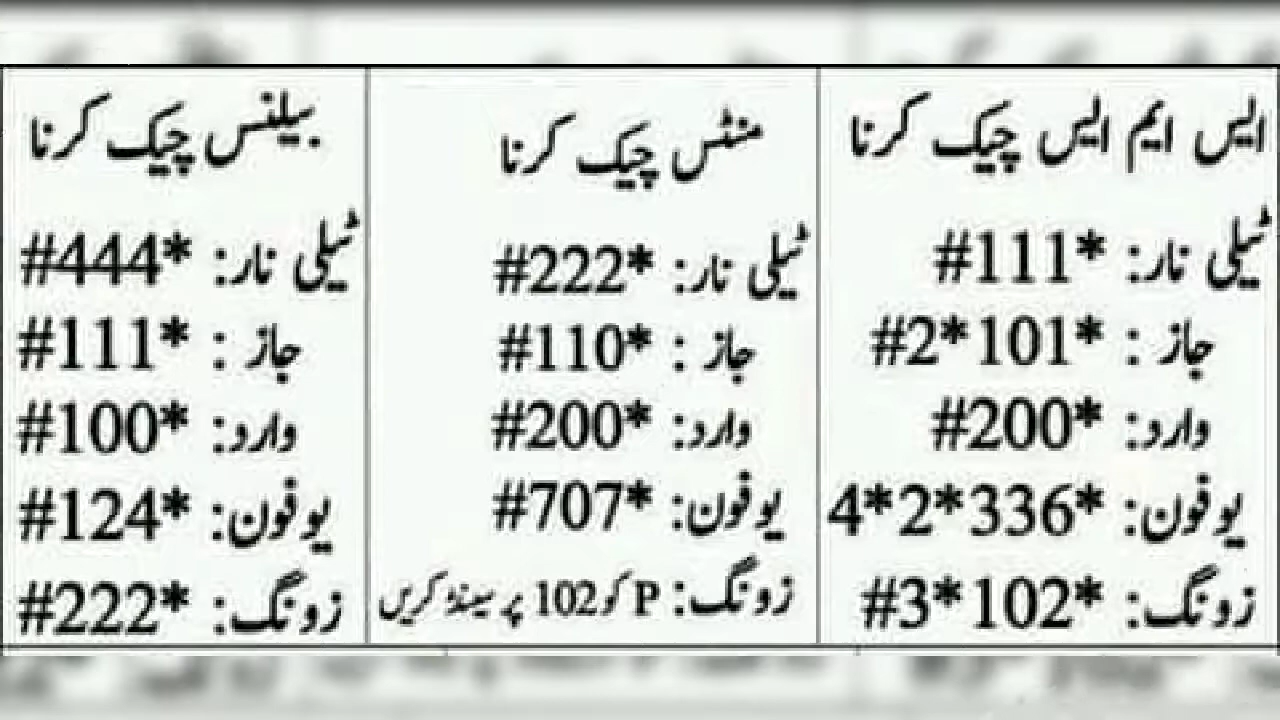 ایس ایم ایس چیک کرنا
ٹیلی نار: *111#
جاز : *101*2#
وارد: *200#
یوفون: *336*2*4
زونگ: *102*3#
منٹس چیک کرنا
ٹیلی نار: *222#
جاز : *110#
وارد: *200#
یوفون: *707#
زونگ: P کو 102 پر سینڈ کریں
بیلنس چیک کرنا
ٹیلی نار: *444#
جاز : *111#
وارد: *100#
یوفون: *124#
زونگ: *222#